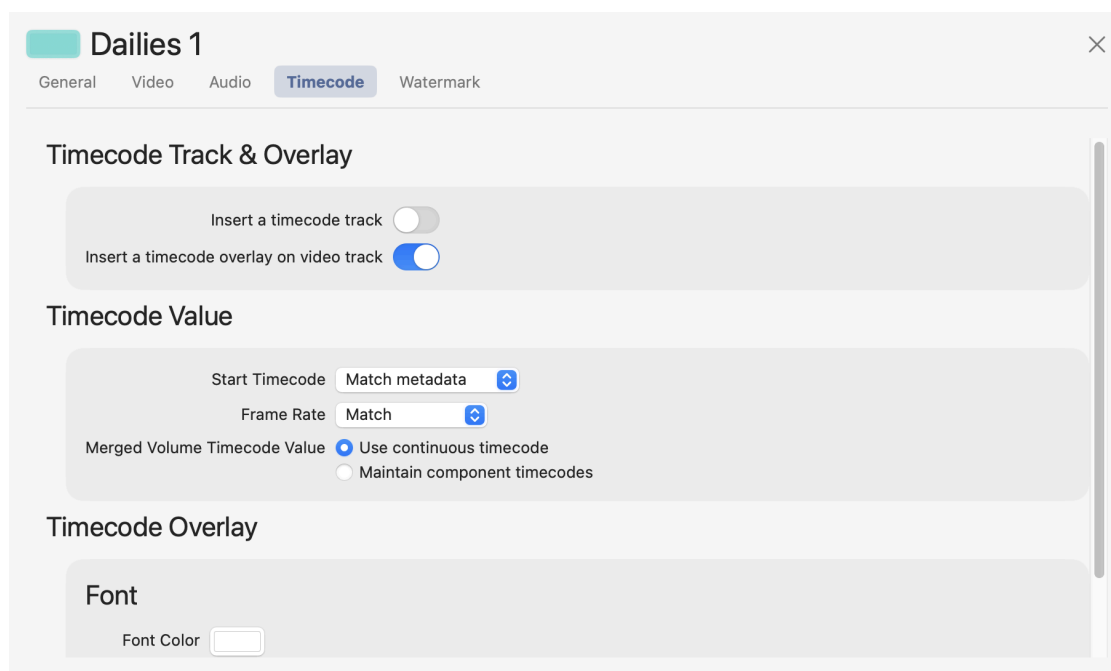 Dailies 1
General Video Audio Timecode Watermark
Timecode Track & Overlay
Insert a timecode track
Insert a timecode overlay on video track
Timecode Value
Start Timecode Match metadata
Frame Rate Match
Merged Volume Timecode Value Use continuous timecode
Maintain component timecodes
Timecode Overlay
Font
Font Color